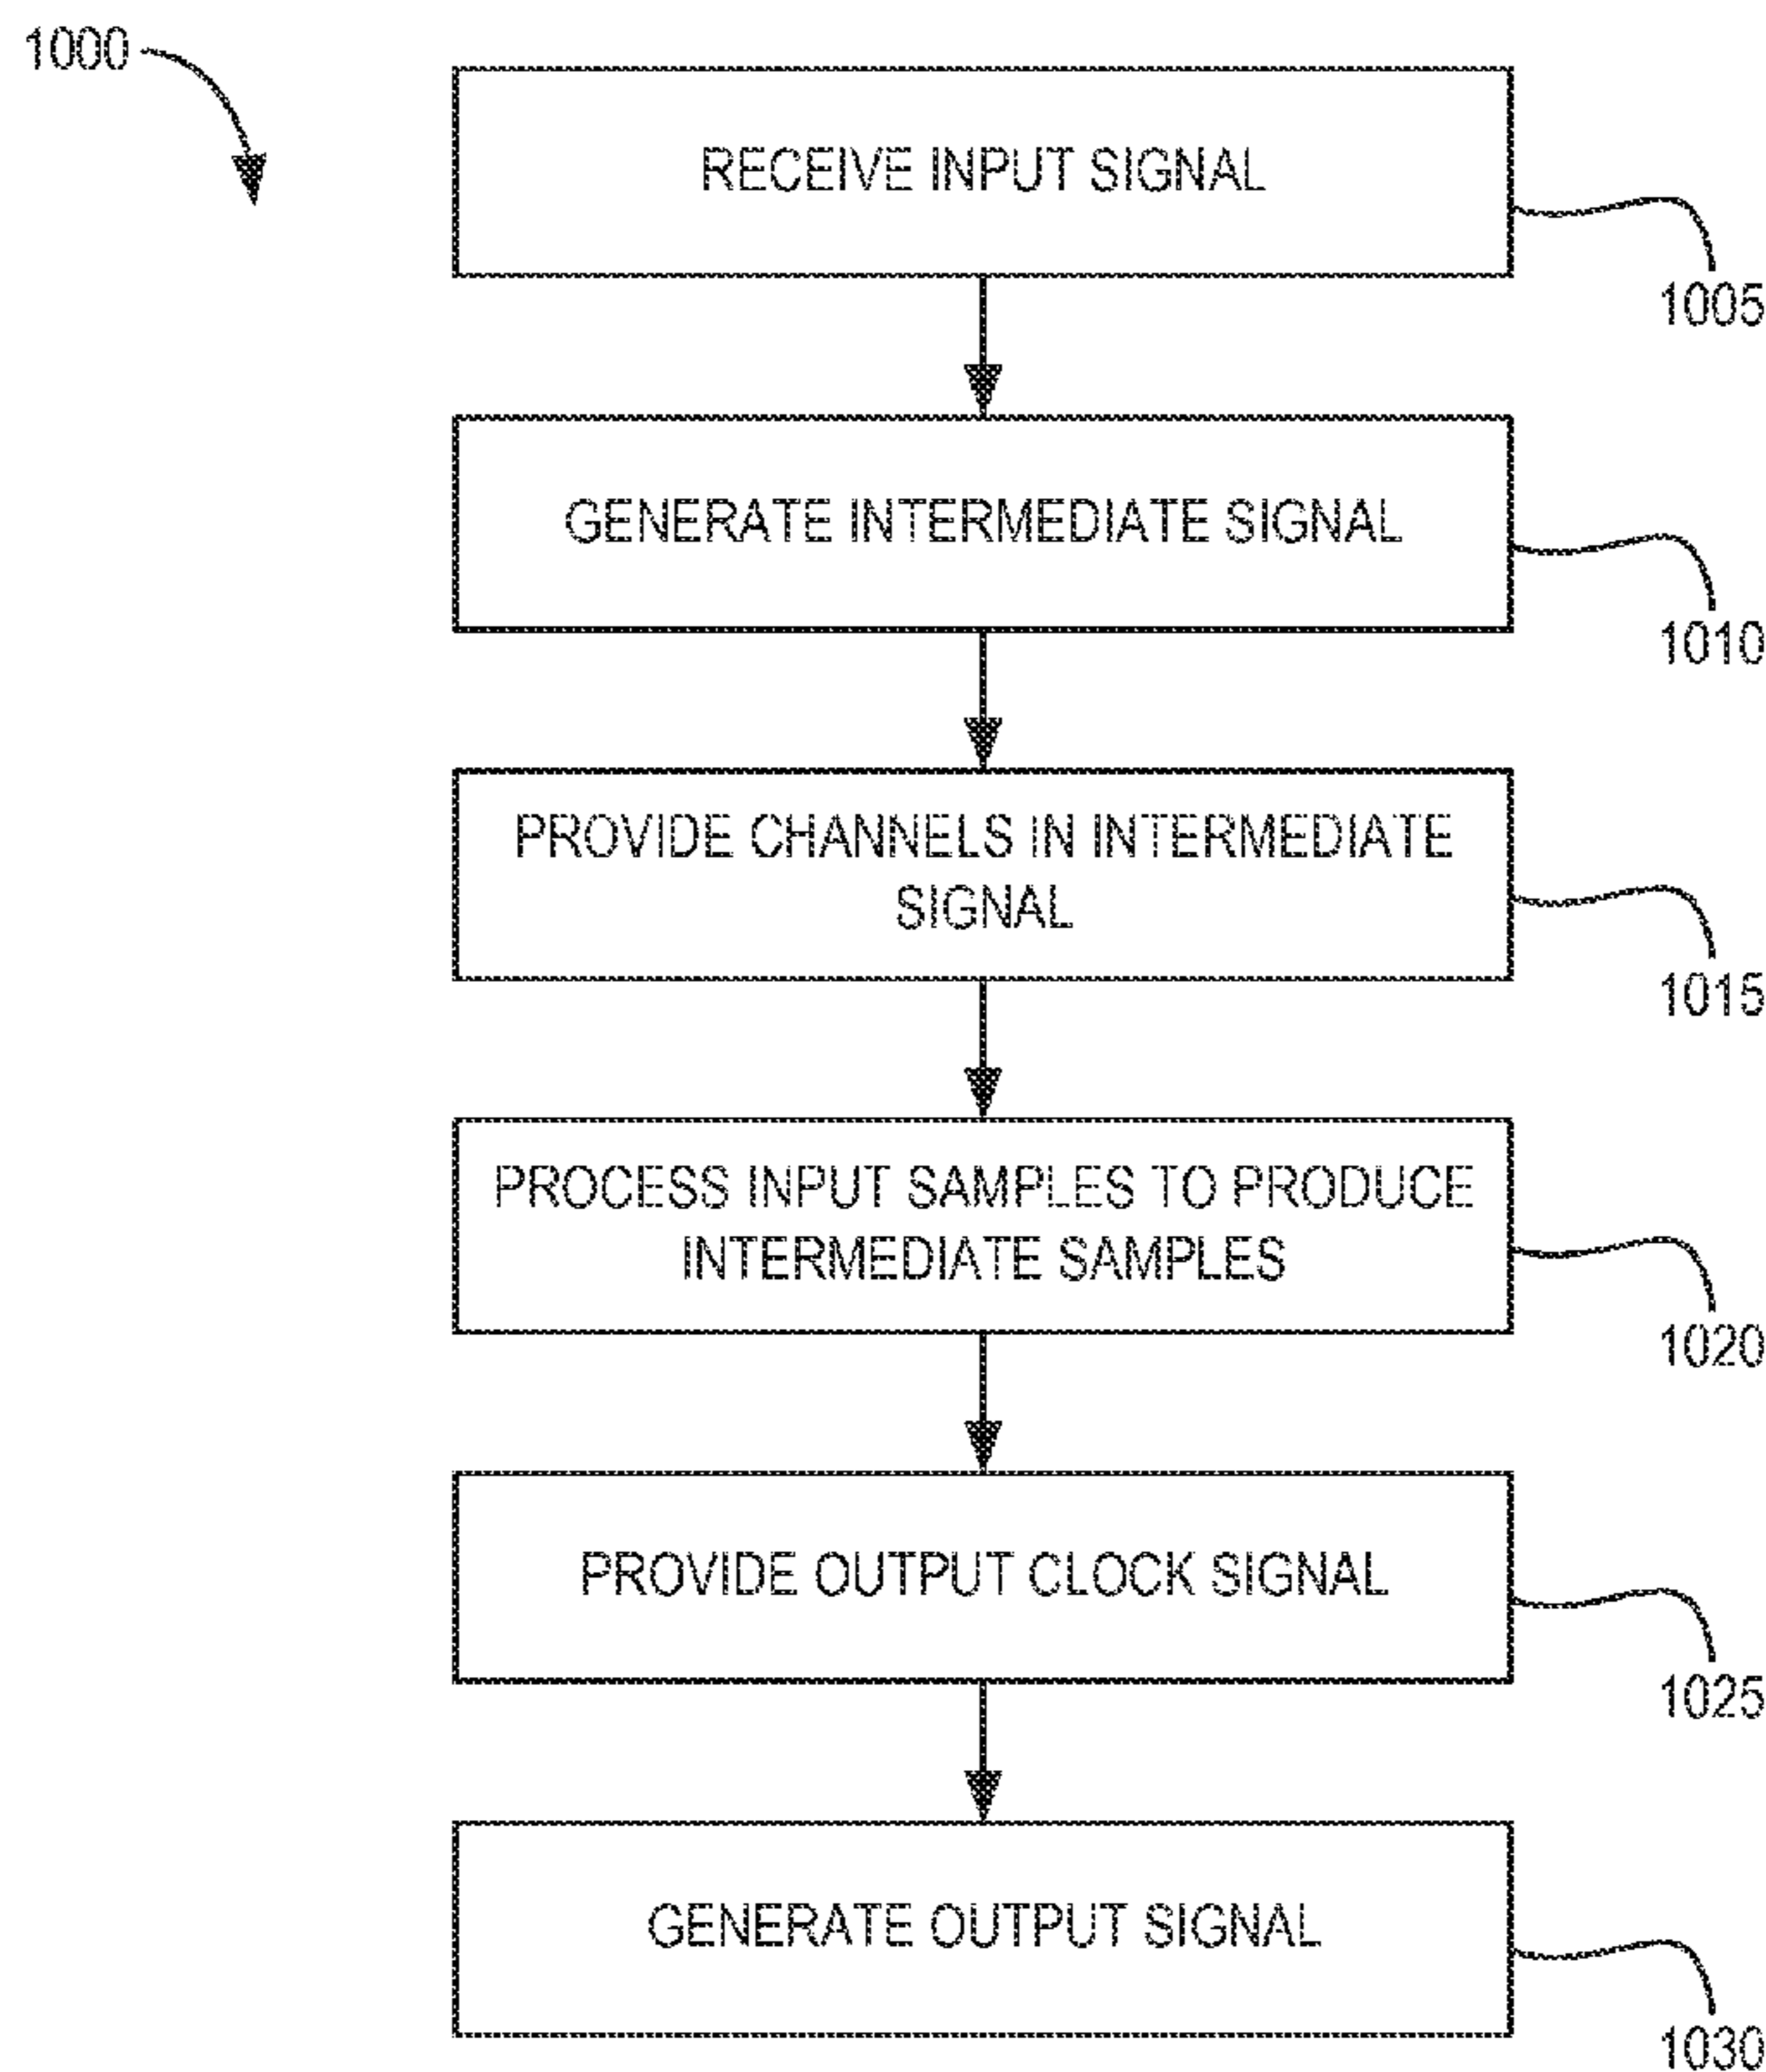 1000
RECEIVE INPUT SIGNAL
1005
GENERATE INTERMEDIATE SIGNAL
1010
PROVIDE CHANNELS IN INTERMEDIATE
SIGNAL
1015
PROCESS INPUT SAMPLES TO PRODUCE
INTERMEDIATE SAMPLES
1020
PROVIDE OUTPUT CLOCK SIGNAL
1025
GENERATE OUTPUT SIGNAL
1030